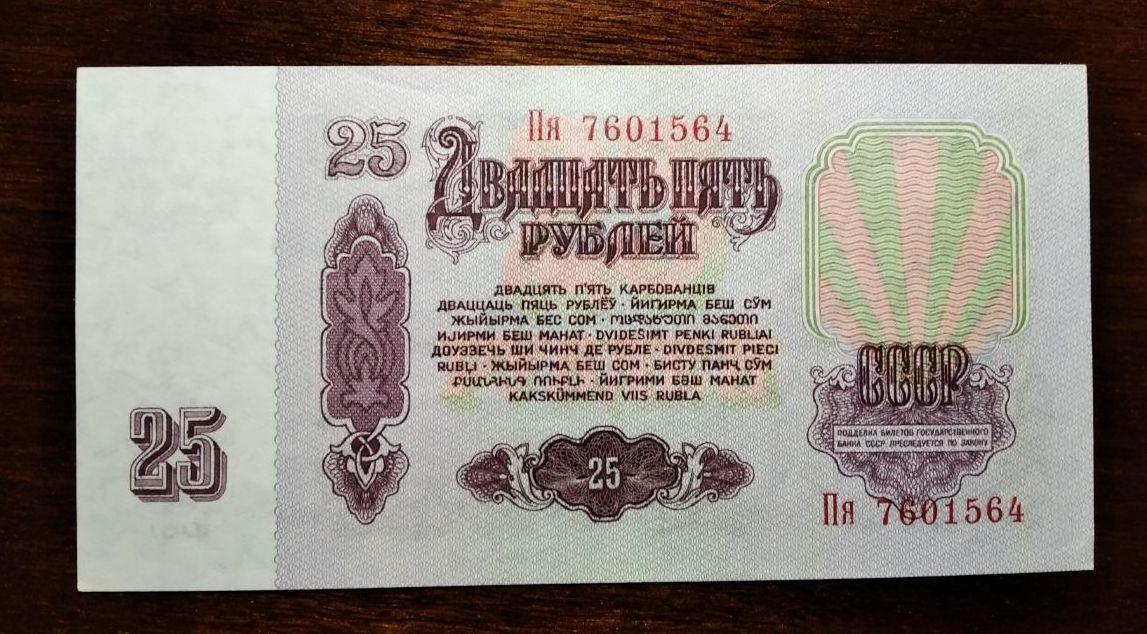 25
Пя 7601564
ДВАДЦАТЬ ПЯТЬ
РУБЛЕЙ
ДВАДЦЯТЬ П'ЯТЬ КАРБОВАНЦІВ
ДВАЦЦАЦЬ ПЯЦЬ РУБЛЁЎ · ЙИГИРМА БЕШ СЎМ
ЖЫЙЫРМА БЕС СОМ · ოცდახუთი მანეთი
ИЈИРМИ БЕШ МАНАТ · DVIDEŠIMT PENKI RUBLIAI
ДОУЭЗЕЧЬ ШИ ЧИНЧ ДЕ РУБЛЕ · DIVDESMIT PIECI
RUBĻI · ЖЫЙЫРМА БЕШ СОМ · БИСТУ ПАНҶ СӮМ
ՔՍԱՆՀԻՆԳ ՌՈՒԲԼԻ · ЙИГРИМИ БӘШ МАНАТ
KAKSKÜMMEND VIIS RUBLA
25
25
СССР
ПОДДЕЛКА БИЛЕТОВ ГОСУДАРСТВЕННОГО
БАНКА СССР ПРЕСЛЕДУЕТСЯ ПО ЗАКОНУ
Пя 7601564